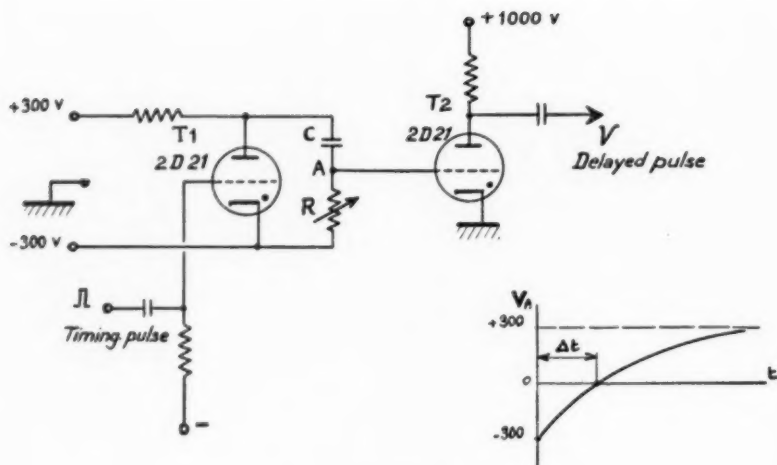 +1000 v
+300 v
T1
2D21
C
A
R
T2
2D21
V
Delayed pulse
-300 v
Timing pulse
-
VA
+300
Δt
0
t
-300